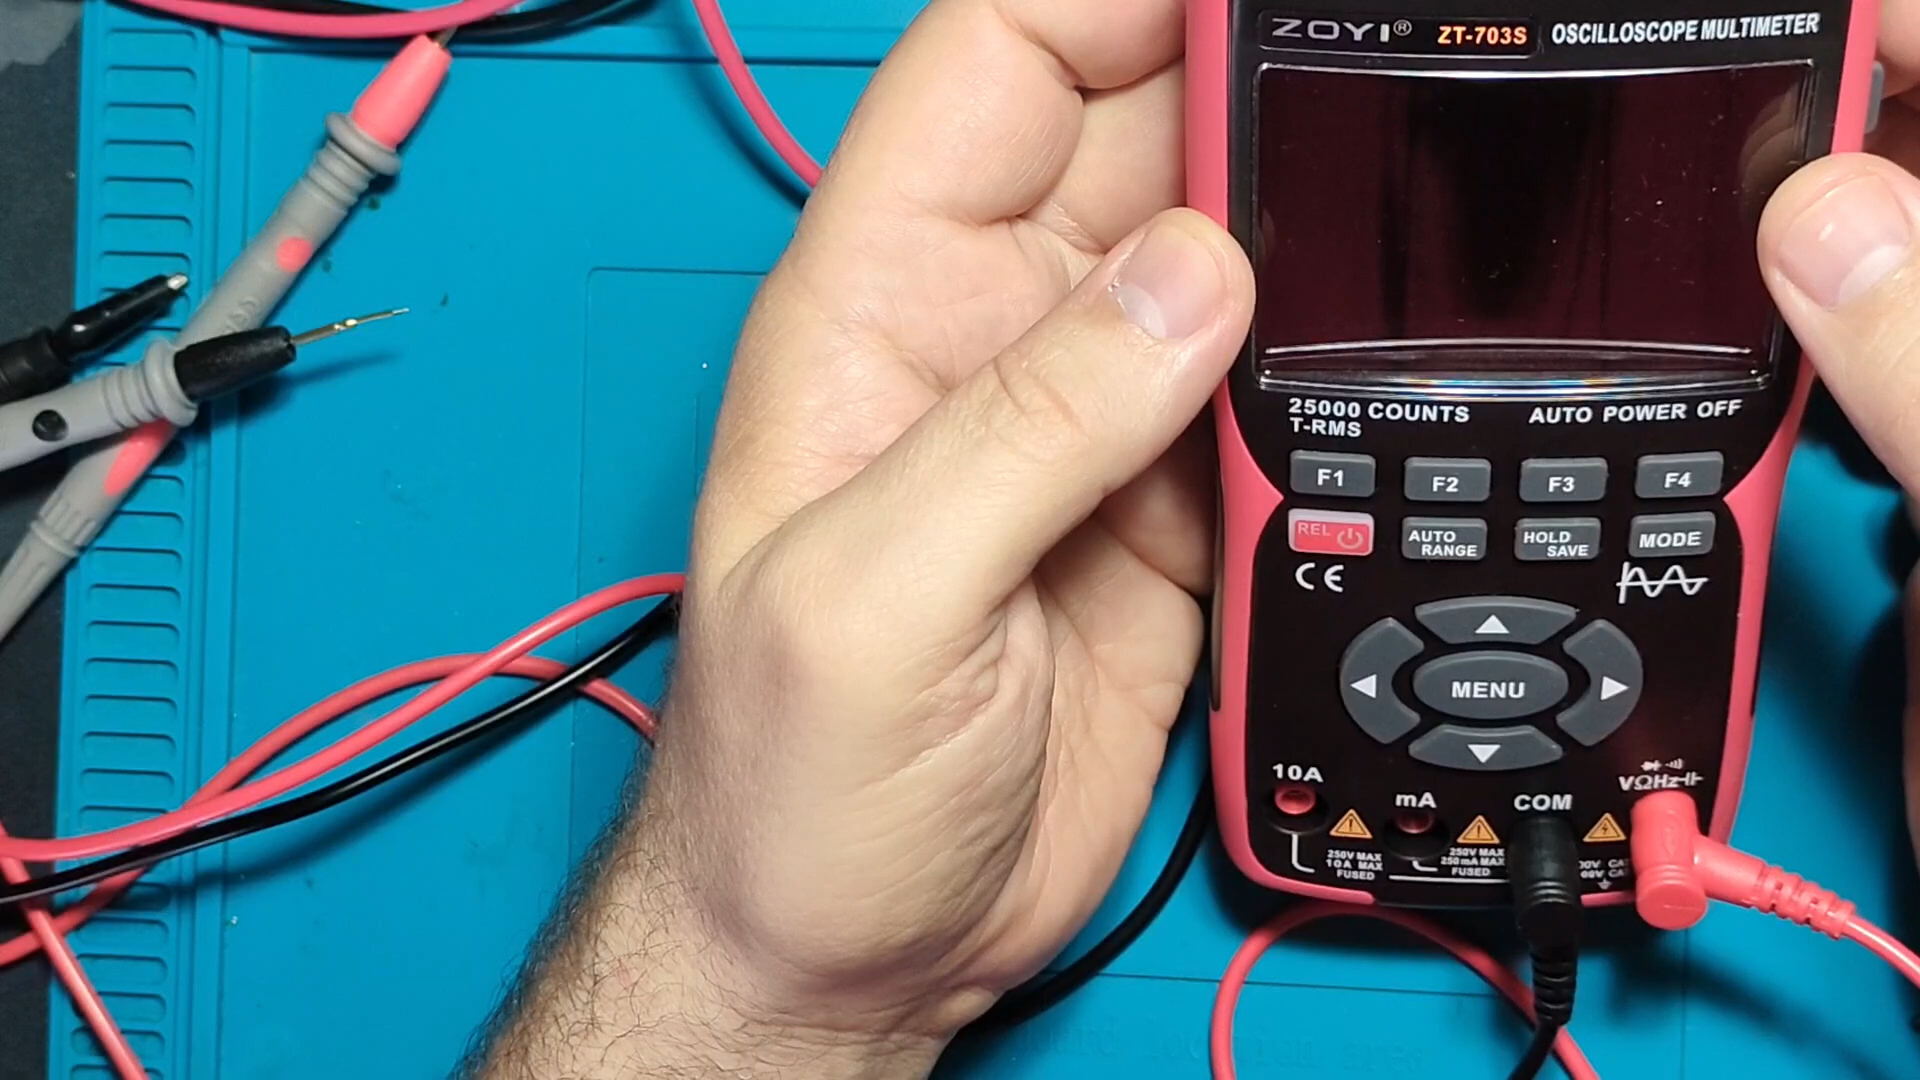 ZOYI® ZT-703S OSCILLOSCOPE MULTIMETER
25000 COUNTS
T-RMS
AUTO POWER OFF
F1 F2 F3 F4
REL
AUTO
RANGE
HOLD
SAVE
MODE
CE
MENU
10A
mA
COM
VΩHz
250V MAX
10A MAX
FUSED
250V MAX
250mA MAX
FUSED